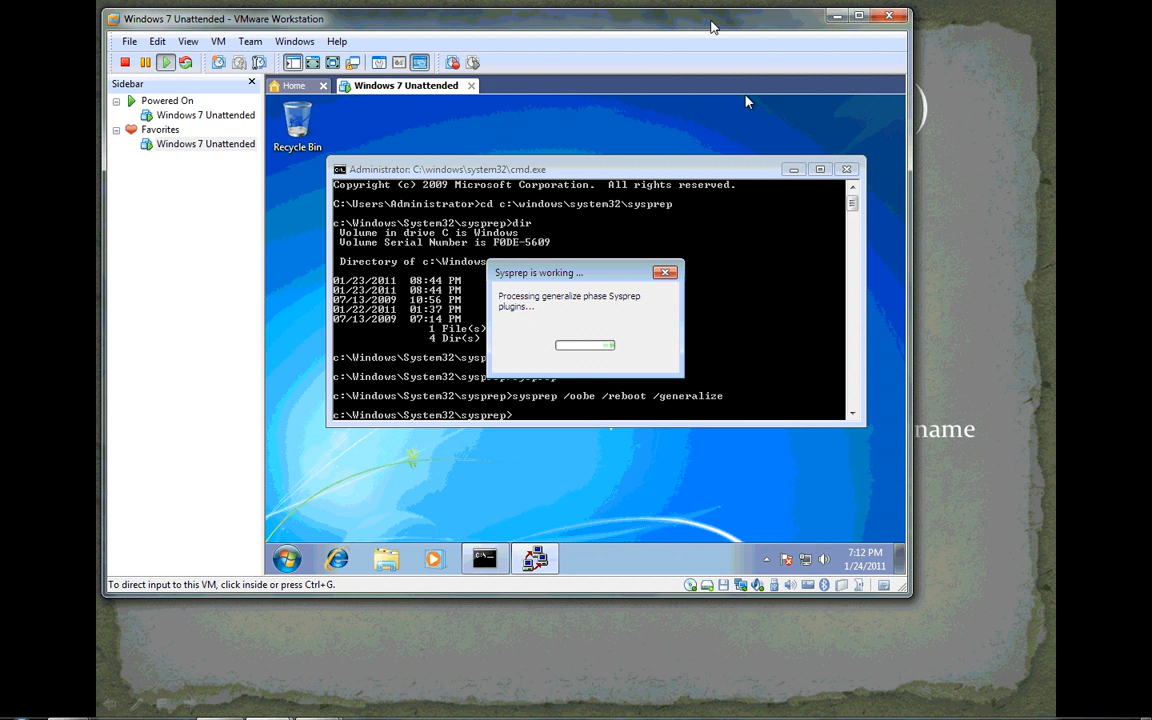 Windows 7 Unattended - VMware Workstation
File Edit View VM Team Windows Help
Sidebar
Home
Windows 7 Unattended
Powered On
Windows 7 Unattended
Favorites
Windows 7 Unattended
Recycle Bin
Administrator: C:\windows\system32\cmd.exe
Copyright (c) 2009 Microsoft Corporation. All rights reserved.
C:\Users\Administrator>cd c:\windows\system32\sysprep
c:\Windows\System32\sysprep>dir
Volume in drive C is Windows
Volume Serial Number is F0DE-5609
Directory of c:\Windows
01/23/2011 08:44 PM
01/23/2011 08:44 PM
07/13/2009 10:56 PM
01/22/2011 01:37 PM
07/13/2009 07:14 PM
1 File(s)
4 Dir(s)
c:\Windows\System32\sysp
c:\Windows\System32\sysprep>sysprep
c:\Windows\System32\sysprep>sysprep /oobe /reboot /generalize
c:\Windows\System32\sysprep>
Sysprep is working ...
Processing generalize phase Sysprep
plugins...
)
name
7:12 PM
1/24/2011
To direct input to this VM, click inside or press Ctrl+G.